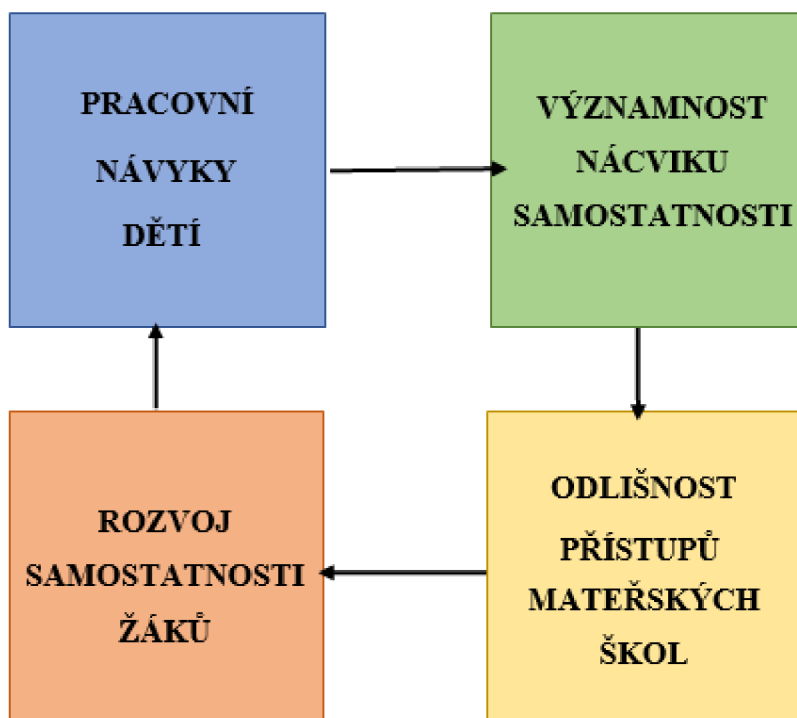 PRACOVNÍ
NÁVYKY
DĚTÍ
VÝZNAMNOST
NÁCVIKU
SAMOSTATNOSTI
ROZVOJ
SAMOSTATNOSTI
ŽÁKŮ
ODLIŠNOST
PŘÍSTUPŮ
MATEŘSKÝCH
ŠKOL